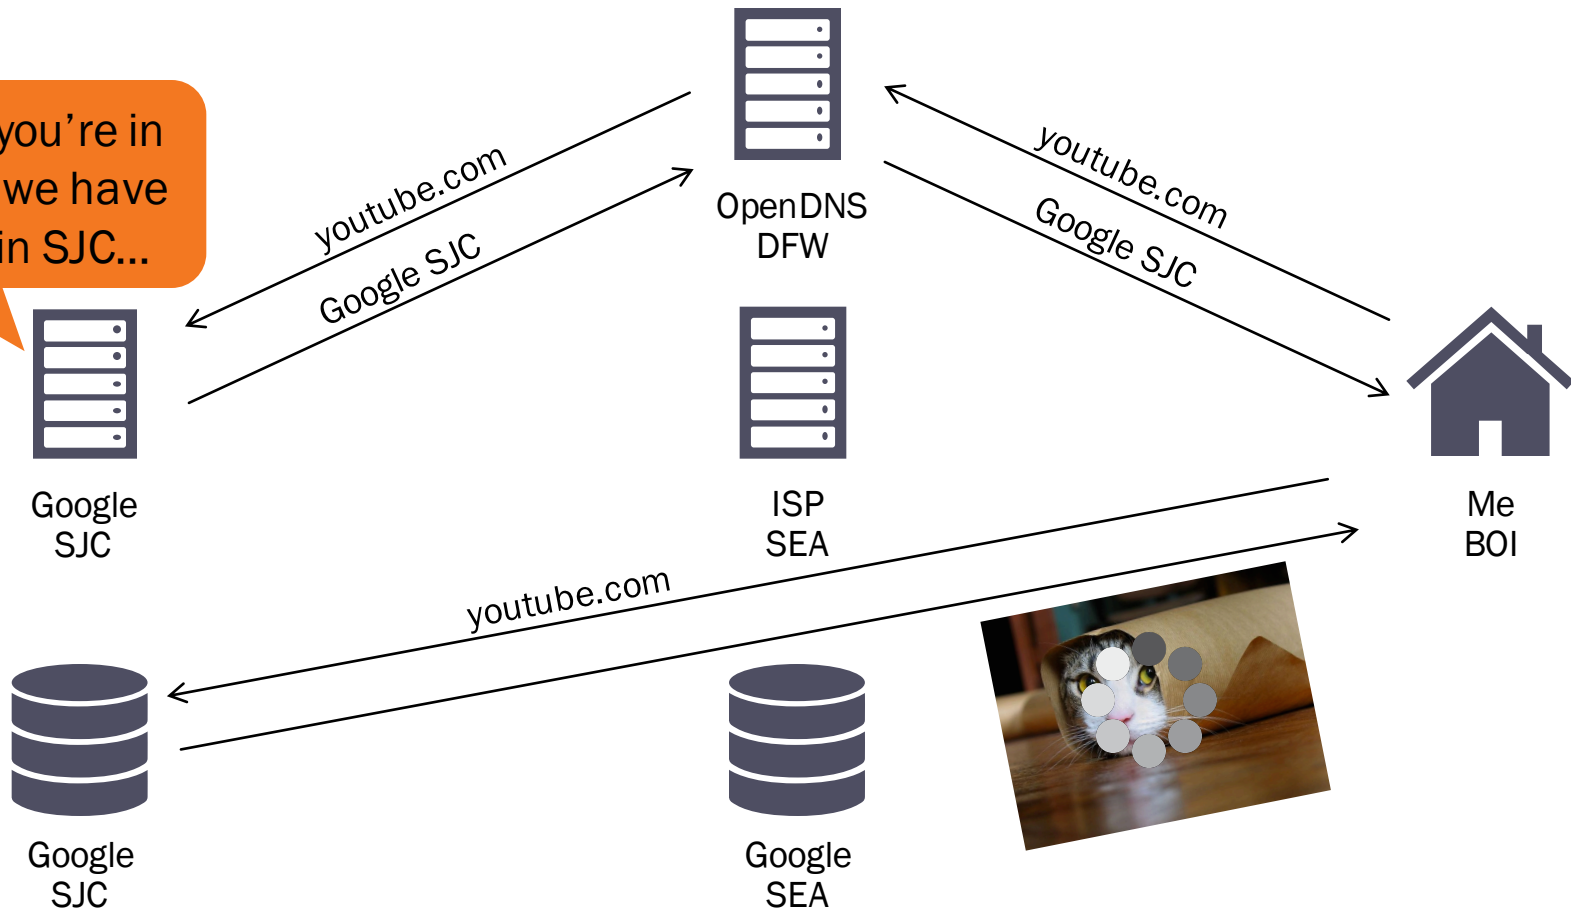 you're in
we have
in SJC...
youtube.com
Google SJC
OpenDNS
DFW
youtube.com
Google SJC
Google
SJC
ISP
SEA
Me
BOI
youtube.com
Google
SJC
Google
SEA